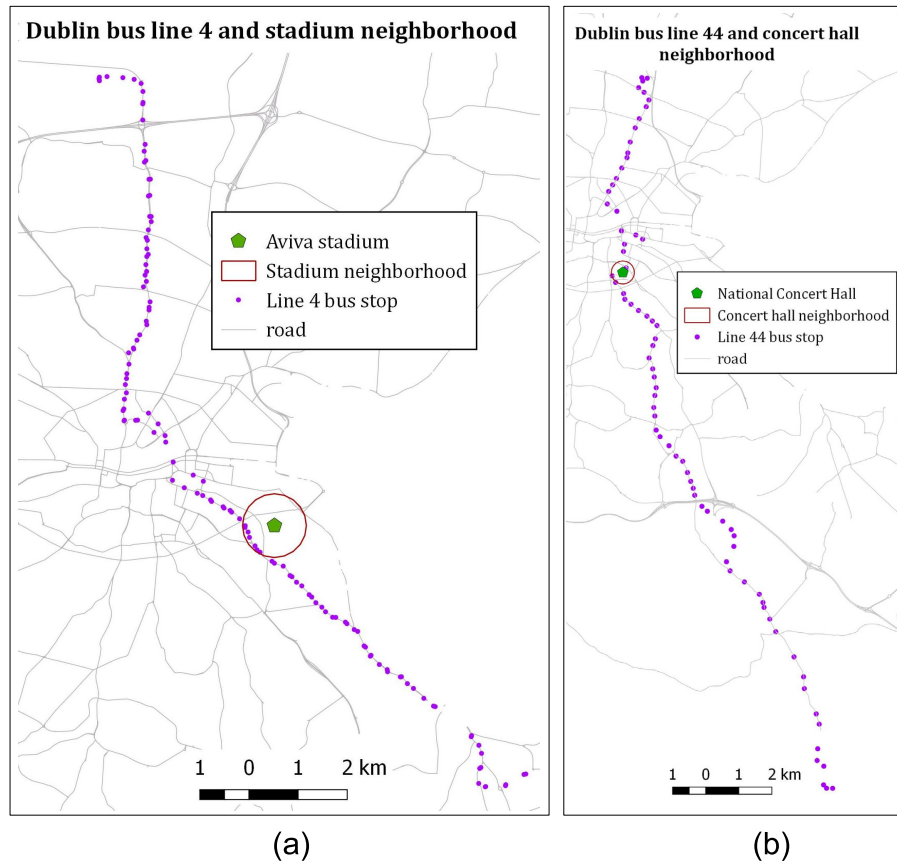 Dublin bus line 4 and stadium neighborhood
Aviva stadium
Stadium neighborhood
Line 4 bus stop
road
1 0 1 2 km
(a)
Dublin bus line 44 and concert hall
neighborhood
National Concert Hall
Concert hall neighborhood
Line 44 bus stop
road
1 0 1 2 km
(b)